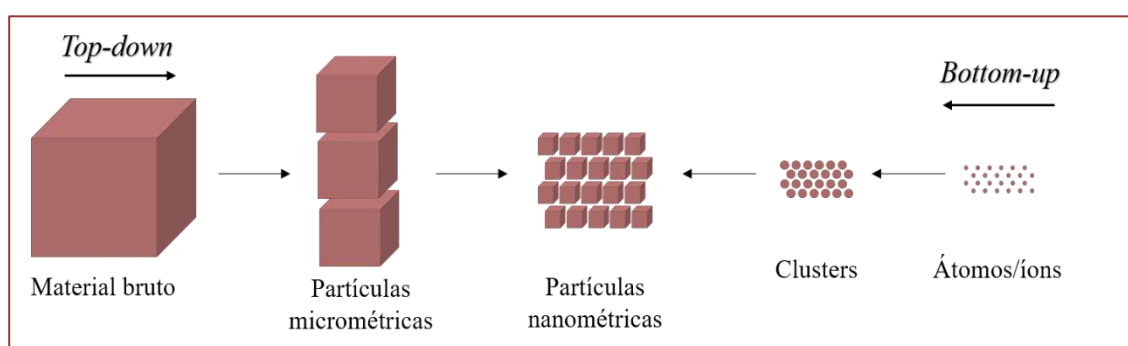 Top-down
Bottom-up
Material bruto
Partículas
micrométricas
Partículas
nanométricas
Clusters
Átomos/íons